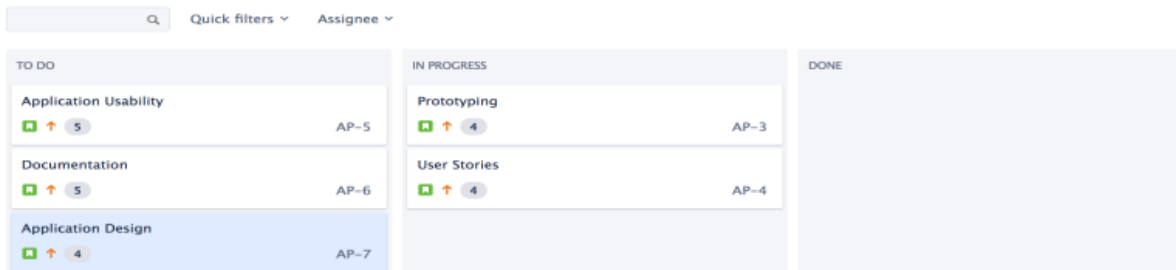 Quick filters Assignee
TO DO
Application Usability
5 AP-5
Documentation
5 AP-6
Application Design
4 AP-7
IN PROGRESS
Prototyping
4 AP-3
User Stories
4 AP-4
DONE